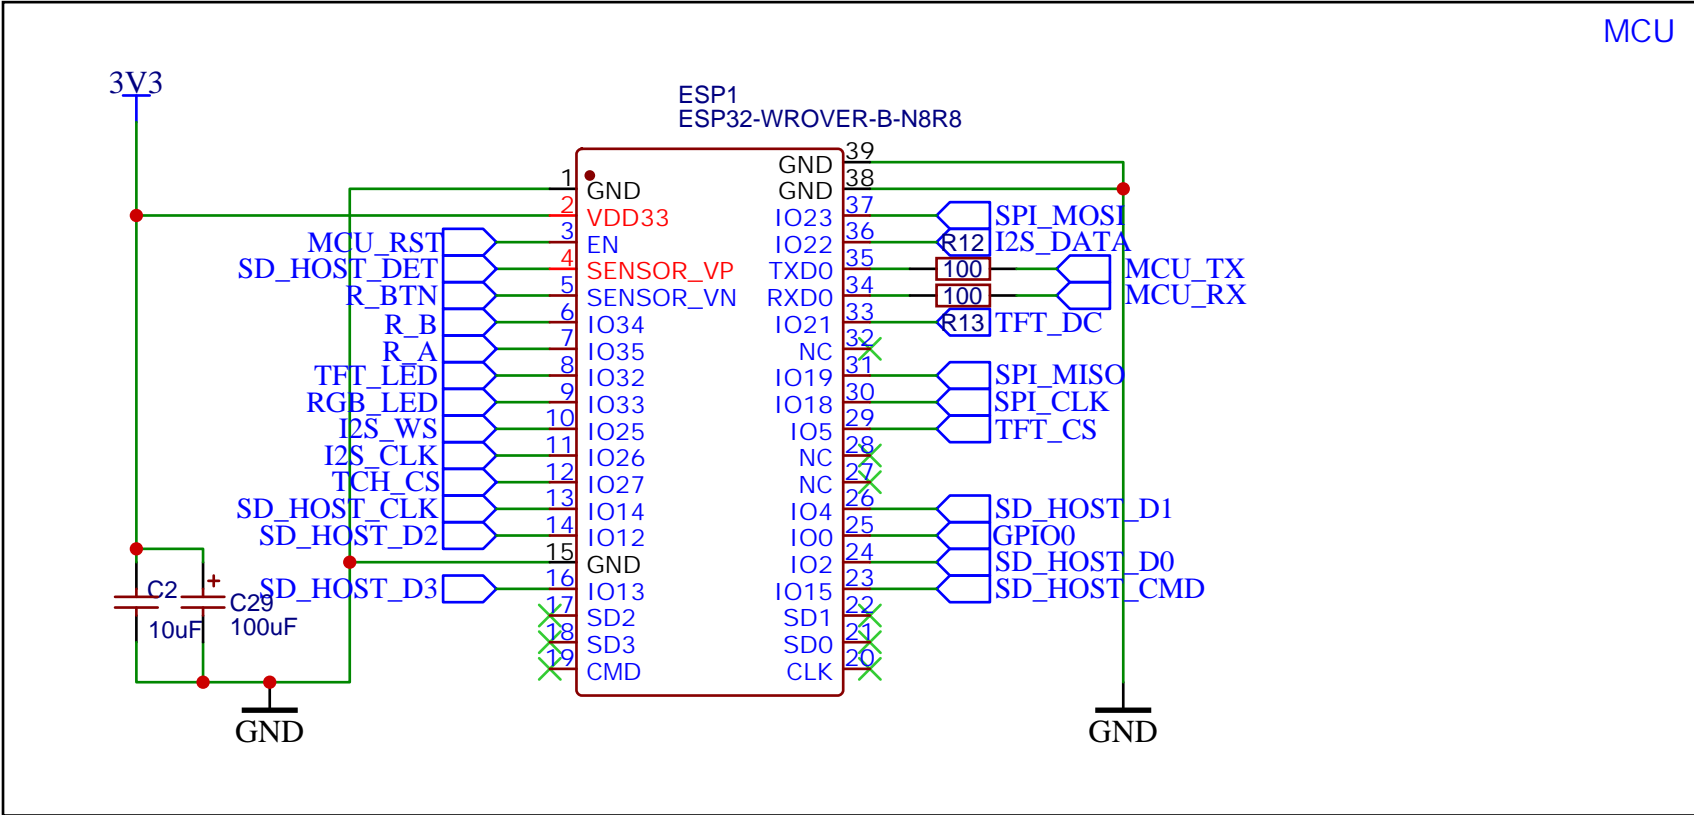 MCU
3V3
ESP1
ESP32-WROVER-B-N8R8
1 GND
2 VDD33
MCU_RST 3 EN
SD_HOST_DET 4 SENSOR_VP
R_BTN 5 SENSOR_VN
R_B 6 IO34
R_A 7 IO35
TFT_LED 8 IO32
RGB_LED 9 IO33
I2S_WS 10 IO25
I2S_CLK 11 IO26
TCH_CS 12 IO27
SD_HOST_CLK 13 IO14
SD_HOST_D2 14 IO12
15 GND
SD_HOST_D3 16 IO13
17 SD2
18 SD3
19 CMD
GND 39
GND 38
IO23 37 SPI_MOSI
IO22 36 R12 I2S_DATA
TXD0 35 100 MCU_TX
RXD0 34 100 MCU_RX
IO21 33 R13 TFT_DC
NC 32
IO19 31 SPI_MISO
IO18 30 SPI_CLK
IO5 29 TFT_CS
NC 28
NC 27
IO4 26 SD_HOST_D1
IO0 25 GPIO0
IO2 24 SD_HOST_D0
IO15 23 SD_HOST_CMD
SD1 22
SD0 21
CLK 20
C2
10uF
+
C29
100uF
GND
GND